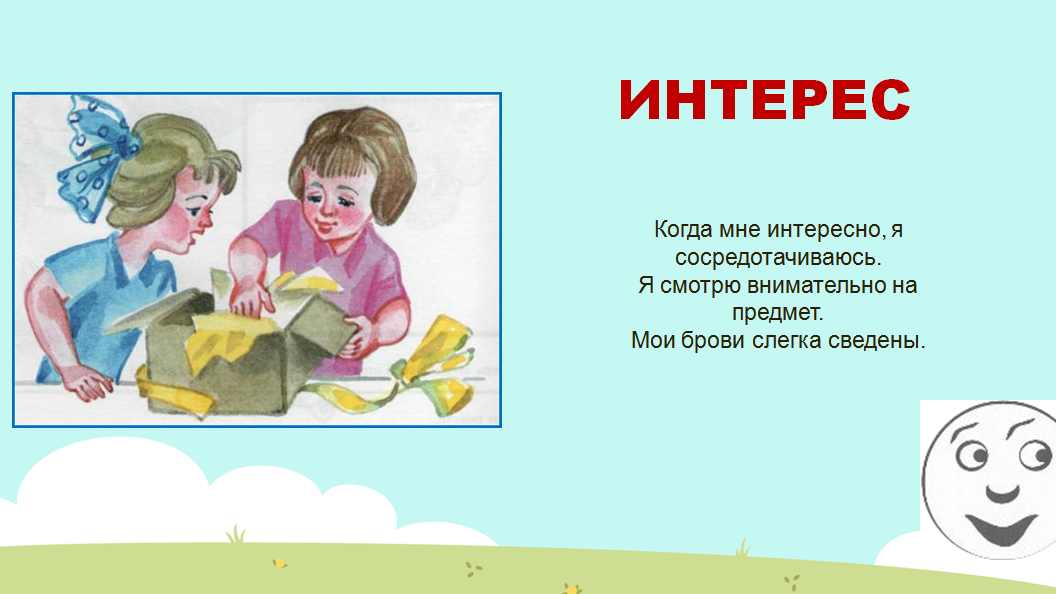 ИНТЕРЕС
Когда мне интересно, я
сосредотачиваюсь.
Я смотрю внимательно на
предмет.
Мои брови слегка сведены.